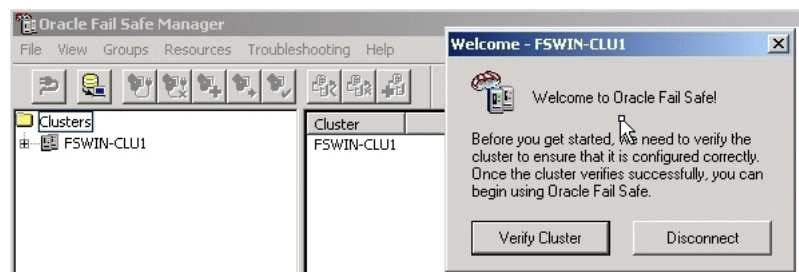 Oracle Fail Safe Manager
File View Groups Resources Troubleshooting Help
Clusters
FSWIN-CLU1
Cluster
FSWIN-CLU1
Welcome - FSWIN-CLU1
Welcome to Oracle Fail Safe!
Before you get started, we need to verify the
cluster to ensure that it is configured correctly.
Once the cluster verifies successfully, you can
begin using Oracle Fail Safe.
Verify Cluster
Disconnect